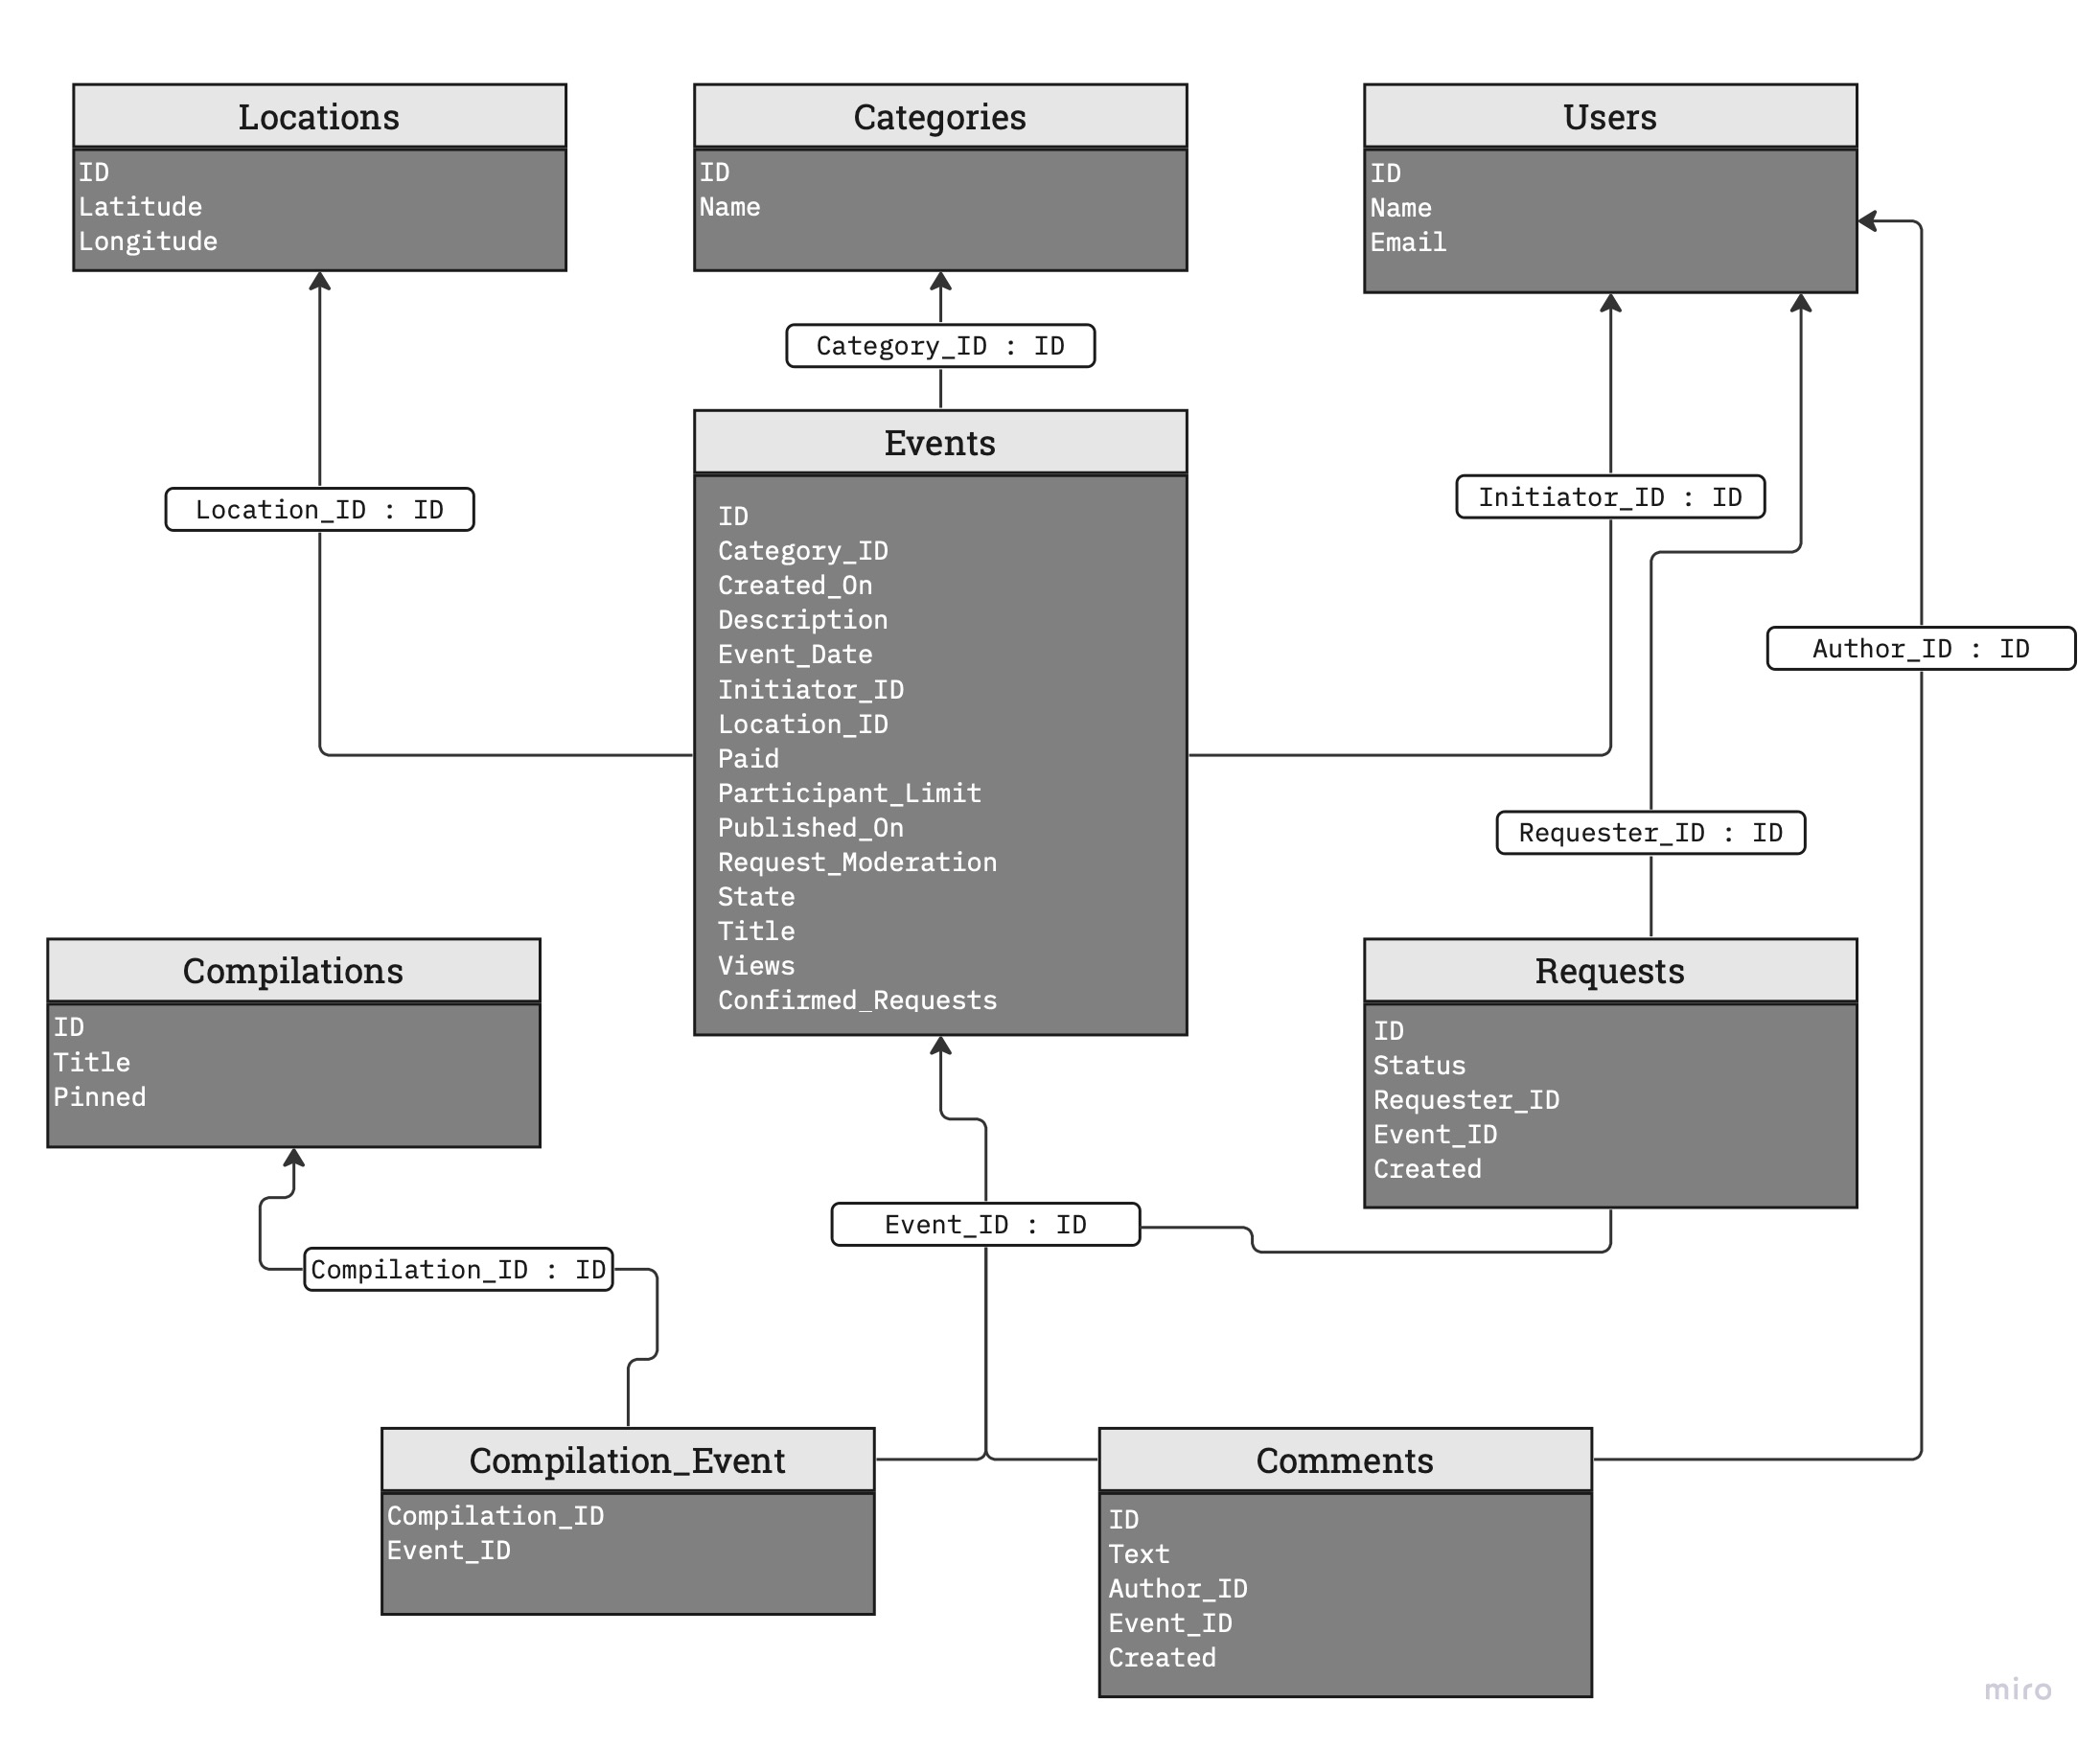 Locations
ID
Latitude
Longitude
Categories
ID
Name
Users
ID
Name
Email
Category_ID : ID
Location_ID : ID
Initiator_ID : ID
Author_ID : ID
Requester_ID : ID
Events
ID
Category_ID
Created_On
Description
Event_Date
Initiator_ID
Location_ID
Paid
Participant_Limit
Published_On
Request_Moderation
State
Title
Views
Confirmed_Requests
Compilations
ID
Title
Pinned
Requests
ID
Status
Requester_ID
Event_ID
Created
Event_ID : ID
Compilation_ID : ID
Compilation_Event
Compilation_ID
Event_ID
Comments
ID
Text
Author_ID
Event_ID
Created
miro